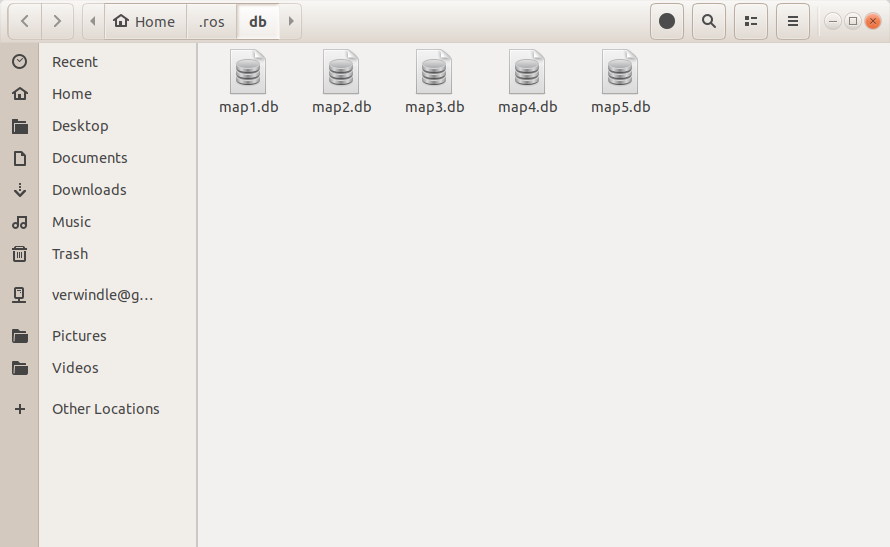 Home .ros db
Recent
Home
Desktop
Documents
Downloads
Music
Trash
verwindle@g...
Pictures
Videos
Other Locations
map1.db map2.db map3.db map4.db map5.db